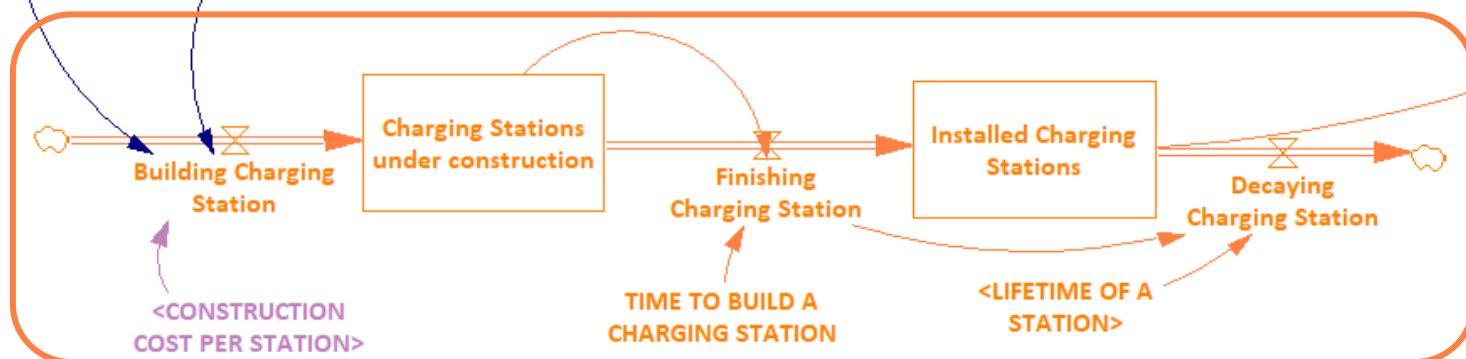 Charging Stations
under construction
Installed Charging
Stations
Building Charging
Station
Finishing
Charging Station
Decaying
Charging Station
<CONSTRUCTION
COST PER STATION>
TIME TO BUILD A
CHARGING STATION
<LIFETIME OF A
STATION>